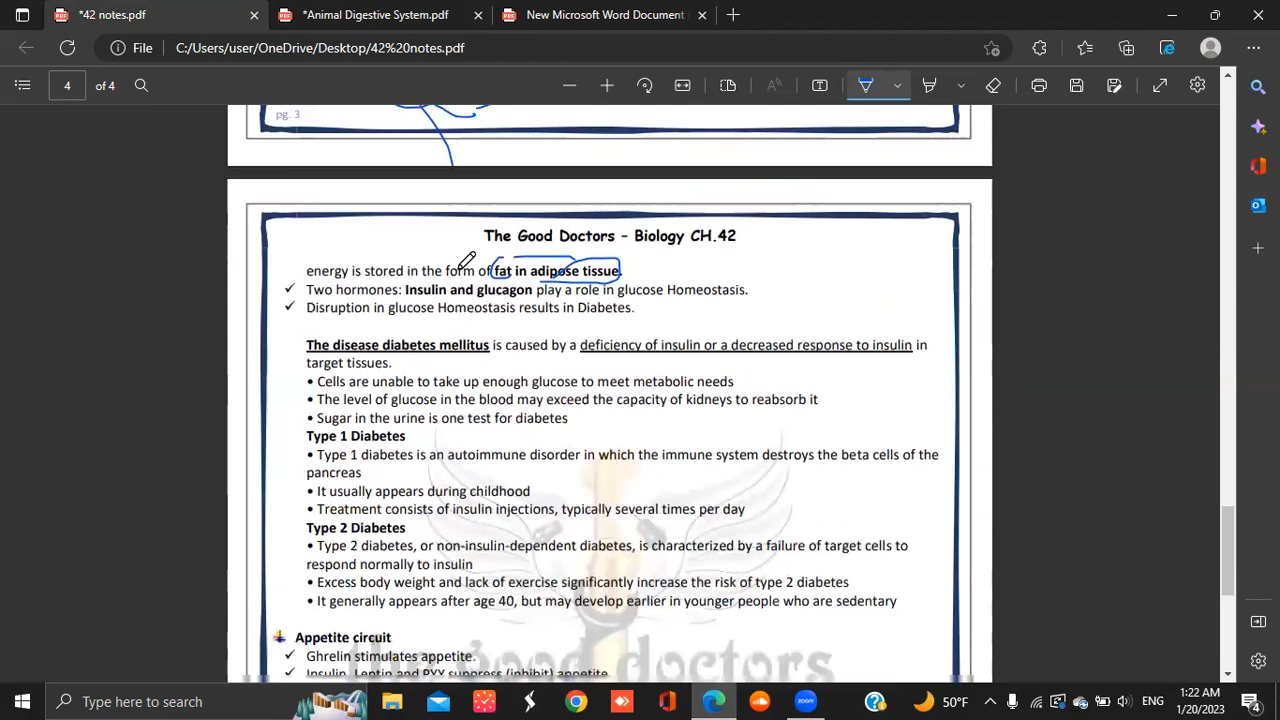 *42 notes.pdf
*Animal Digestive System.pdf
New Microsoft Word Document
File
C:/Users/user/OneDrive/Desktop/42%20notes.pdf
4 of 4
pg. 3
The Good Doctors – Biology CH.42
energy is stored in the form of fat in adipose tissue.
✓ Two hormones: Insulin and glucagon play a role in glucose Homeostasis.
✓ Disruption in glucose Homeostasis results in Diabetes.
The disease diabetes mellitus is caused by a deficiency of insulin or a decreased response to insulin in
target tissues.
• Cells are unable to take up enough glucose to meet metabolic needs
• The level of glucose in the blood may exceed the capacity of kidneys to reabsorb it
• Sugar in the urine is one test for diabetes
Type 1 Diabetes
• Type 1 diabetes is an autoimmune disorder in which the immune system destroys the beta cells of the
pancreas
• It usually appears during childhood
• Treatment consists of insulin injections, typically several times per day
Type 2 Diabetes
• Type 2 diabetes, or non-insulin-dependent diabetes, is characterized by a failure of target cells to
respond normally to insulin
• Excess body weight and lack of exercise significantly increase the risk of type 2 diabetes
• It generally appears after age 40, but may develop earlier in younger people who are sedentary
Appetite circuit
✓ Ghrelin stimulates appetite.
✓ Insulin, Leptin and PYY suppress (inhibit) appetite.
the good doctors
Type here to search
zoom
50°F
ENG
1:22 AM
1/20/2023
4